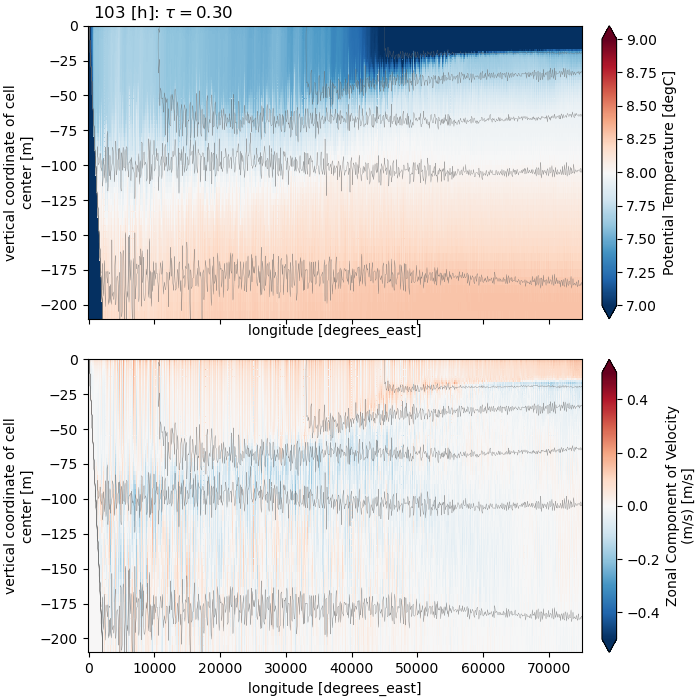 103 [h]: τ = 0.30
0
−25
−50
−75
−100
−125
−150
−175
−200
vertical coordinate of cell
center [m]
longitude [degrees_east]
9.00
8.75
8.50
8.25
8.00
7.75
7.50
7.25
7.00
Potential Temperature [degC]
0
−25
−50
−75
−100
−125
−150
−175
−200
vertical coordinate of cell
center [m]
0 10000 20000 30000 40000 50000 60000 70000
longitude [degrees_east]
0.4
0.2
0.0
−0.2
−0.4
Zonal Component of Velocity
(m/s) [m/s]